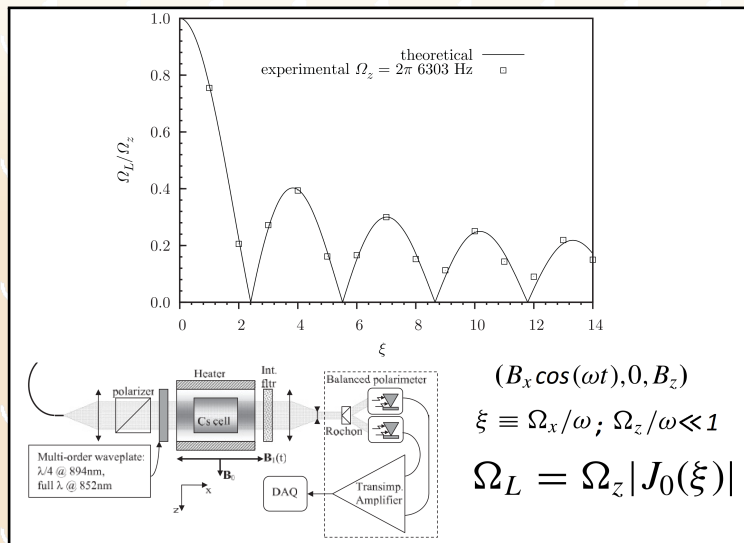 1.0
0.8
0.6
0.4
0.2
0.0
Ω_L/Ω_z
theoretical
experimental Ω_z = 2π 6303 Hz
0 2 4 6 8 10 12 14
ξ
polarizer
Heater
Int.
fltr
Cs cell
Multi-order waveplate:
λ/4 @ 894nm,
full λ @ 852nm
B₁(t)
B₀
x
z
Balanced polarimeter
Rochon
DAQ
Transimp.
Amplifier
(B_x cos(ωt), 0, B_z)
ξ ≡ Ω_x/ω ; Ω_z/ω≪1
Ω_L = Ω_z|J₀(ξ)|